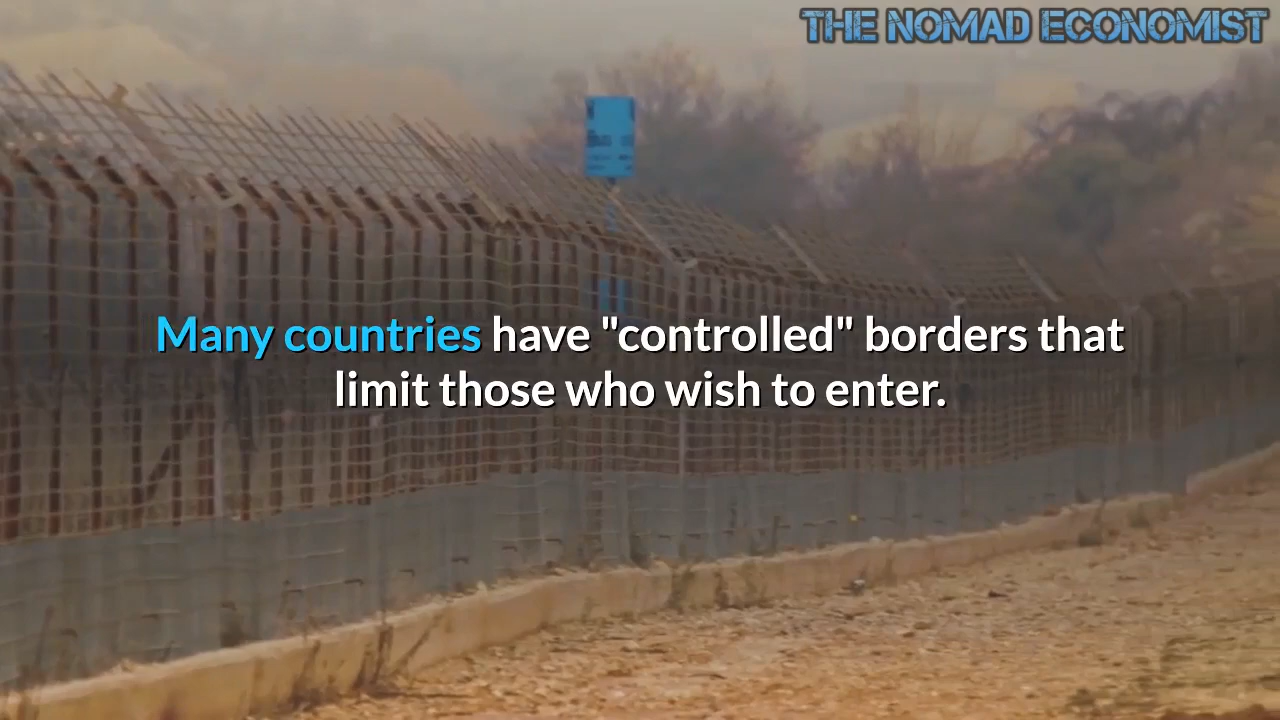 THE NOMAD ECONOMIST
Many countries have "controlled" borders that
limit those who wish to enter.